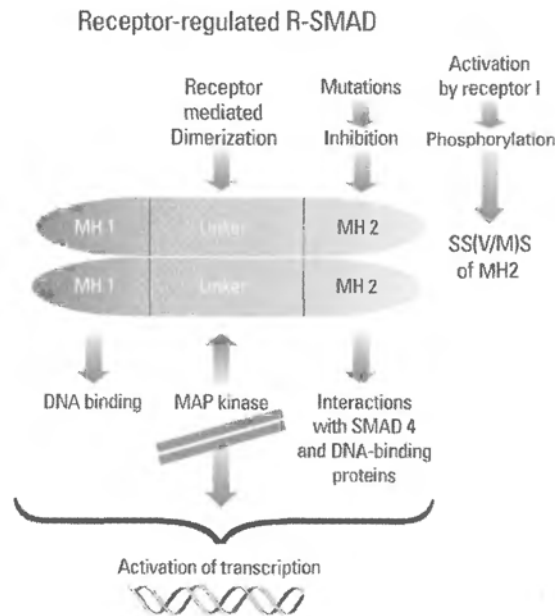 Receptor-regulated R-SMAD
Receptor
mediated
Dimerization
Mutations
Inhibition
Activation
by receptor I
Phosphorylation
MH 1
Linker
MH 2
SS(V/M)S
of MH2
MH 1
Linker
MH 2
DNA binding
MAP kinase
Interactions
with SMAD 4
and DNA-binding
proteins
Activation of transcription